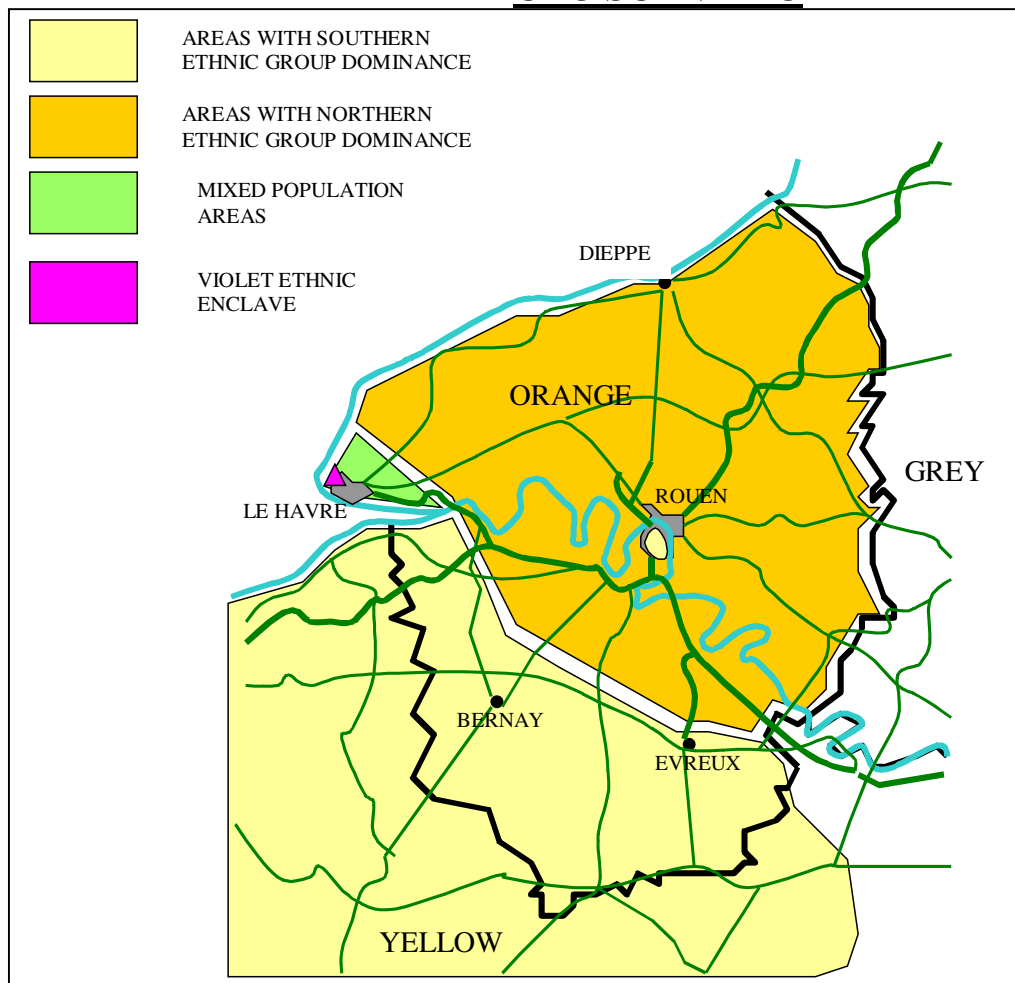 AREAS WITH SOUTHERN
ETHNIC GROUP DOMINANCE
AREAS WITH NORTHERN
ETHNIC GROUP DOMINANCE
MIXED POPULATION
AREAS
VIOLET ETHNIC
ENCLAVE
DIEPPE
ORANGE
GREY
ROUEN
LE HAVRE
BERNAY
EVREUX
YELLOW